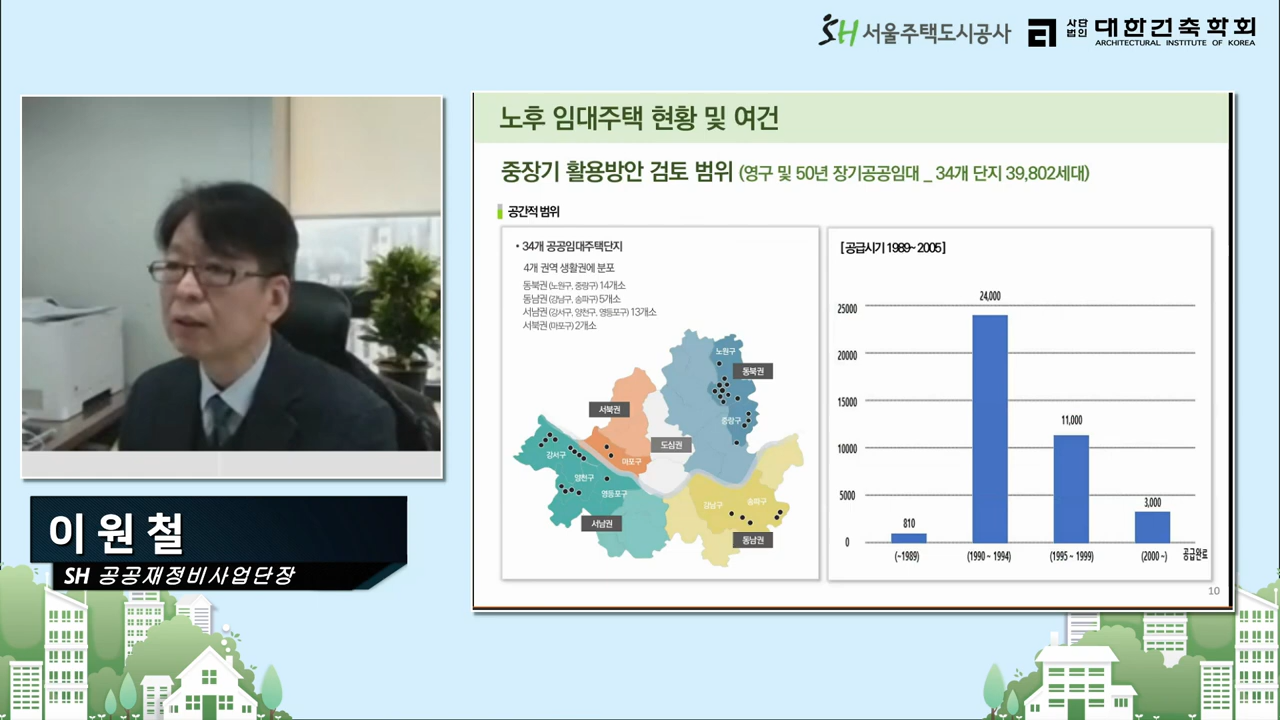 SH 서울주택도시공사
사단법인 대한건축학회
ARCHITECTURAL INSTITUTE OF KOREA
노후 임대주택 현황 및 여건
중장기 활용방안 검토 범위 (영구 및 50년 장기공공임대 _ 34개 단지 39,802세대)
공간적 범위
• 34개 공공임대주택단지
4개 권역 생활권에 분포
동북권 (노원구, 중랑구) 14개소
동남권 (강남구, 송파구) 5개소
서남권 (강서구, 양천구, 영등포구) 13개소
서북권 (마포구) 2개소
노원구
동북권
서북권
중랑구
도심권
강서구
마포구
양천구
영등포구
강남구
송파구
서남권
동남권
[ 공급시기 1989~ 2005 ]
24,000
25000
20000
15000
11,000
10000
5000
3,000
810
0
(~1989)
(1990 ~ 1994)
(1995 ~ 1999)
(2000 ~)
공급완료
10
이원철
SH 공공재정비사업단장